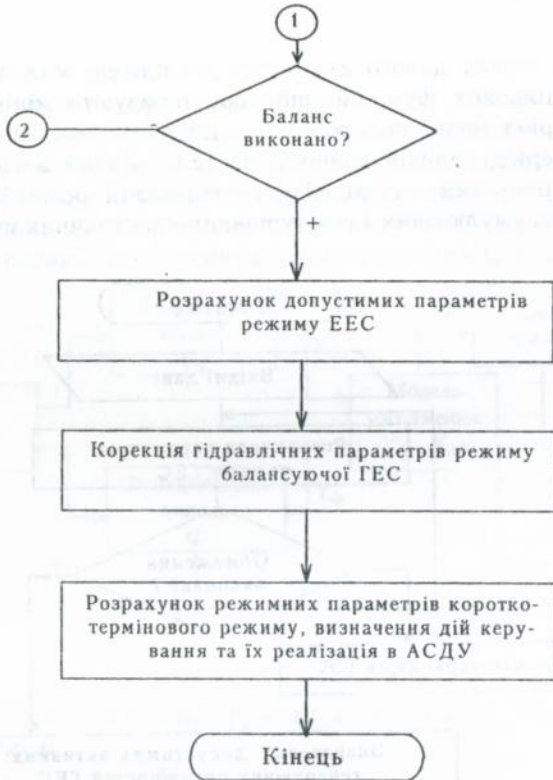 1
2
Баланс
виконано?
+
Розрахунок допустимих параметрів
режиму ЕЕС
Корекція гідравлічних параметрів режиму
балансуючої ГЕС
Розрахунок режимних параметрів коротко-
термінового режиму, визначення дій керу-
вання та їх реалізація в АСДУ
Кінець